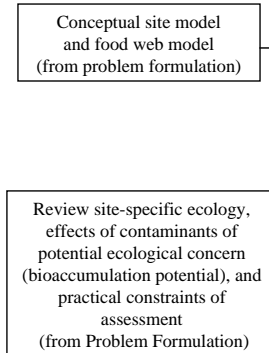 Conceptual site model
and food web model
(from problem formulation)
Review site-specific ecology,
effects of contaminants of
potential ecological concern
(bioaccumulation potential), and
practical constraints of
assessment
(from Problem Formulation)